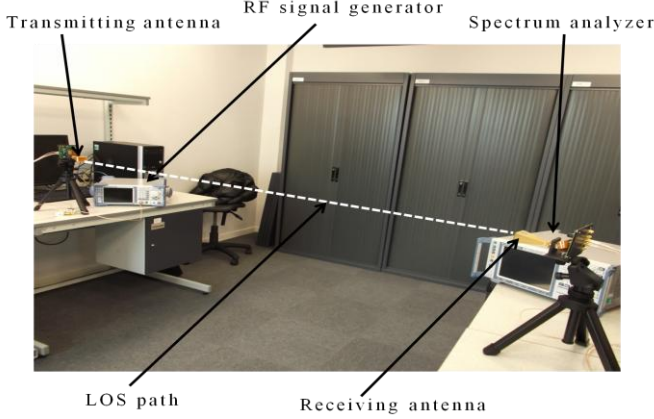 RF signal generator
Transmitting antenna
Spectrum analyzer
LOS path
Receiving antenna